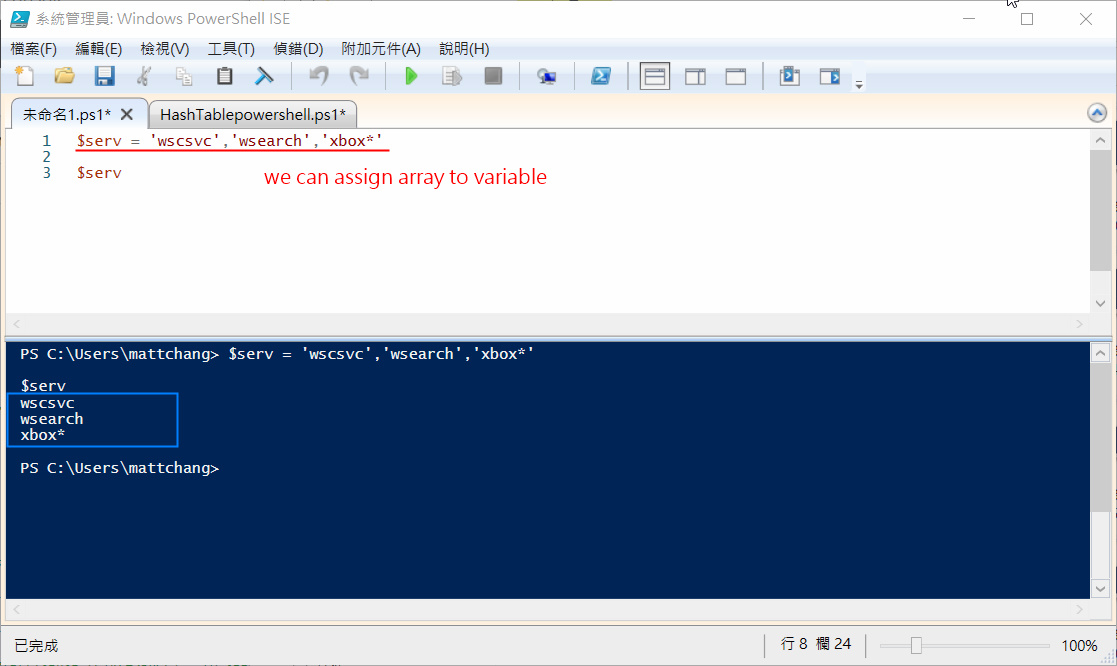 系統管理員: Windows PowerShell ISE
檔案(F) 編輯(E) 檢視(V) 工具(T) 偵錯(D) 附加元件(A) 說明(H)
未命名1.ps1* HashTablepowershell.ps1*
1 $serv = 'wscsvc','wsearch','xbox*'
2
3 $serv
we can assign array to variable
PS C:\Users\mattchang> $serv = 'wscsvc','wsearch','xbox*'
$serv
wscsvc
wsearch
xbox*
PS C:\Users\mattchang>
已完成 行 8 欄 24 100%